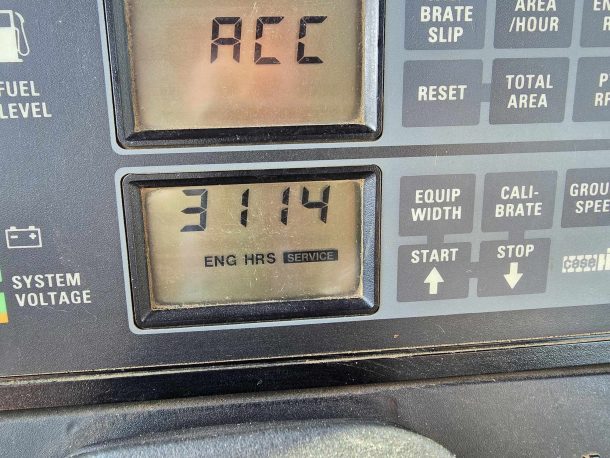 ACC
BRATE
SLIP
AREA
/HOUR
FUEL
LEVEL
RESET
TOTAL
AREA
3114
ENG HRS SERVICE
EQUIP
WIDTH
CALI-
BRATE
GROU
SPEE
START
STOP
SYSTEM
VOLTAGE
case